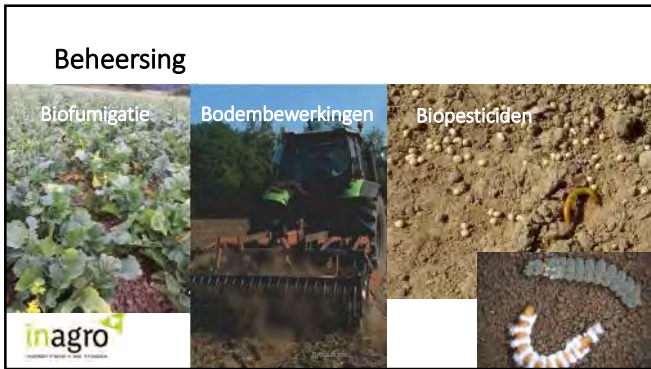 Beheersing
Biofumigatie
Bodembewerkingen
Biopesticiden
inagro